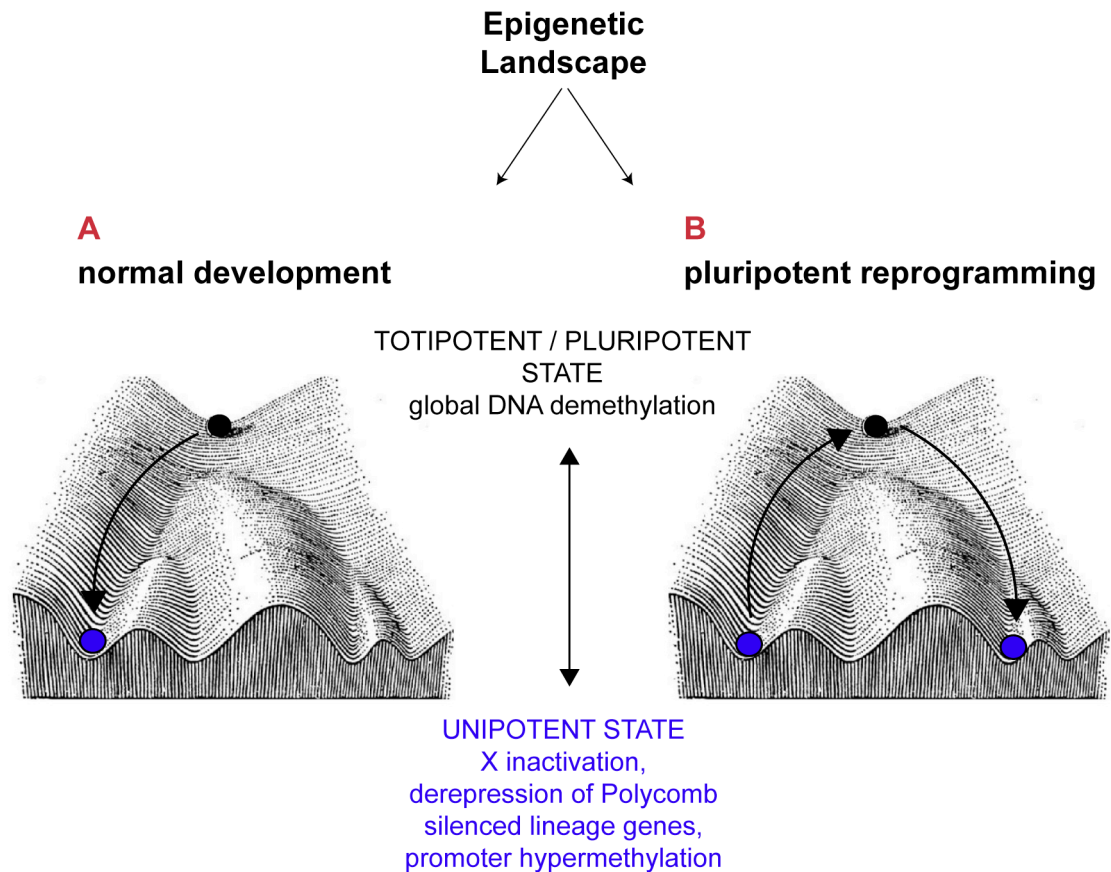 Epigenetic
Landscape
A
normal development
B
pluripotent reprogramming
TOTIPOTENT / PLURIPOTENT
STATE
global DNA demethylation
UNIPOTENT STATE
X inactivation,
derepression of Polycomb
silenced lineage genes,
promoter hypermethylation